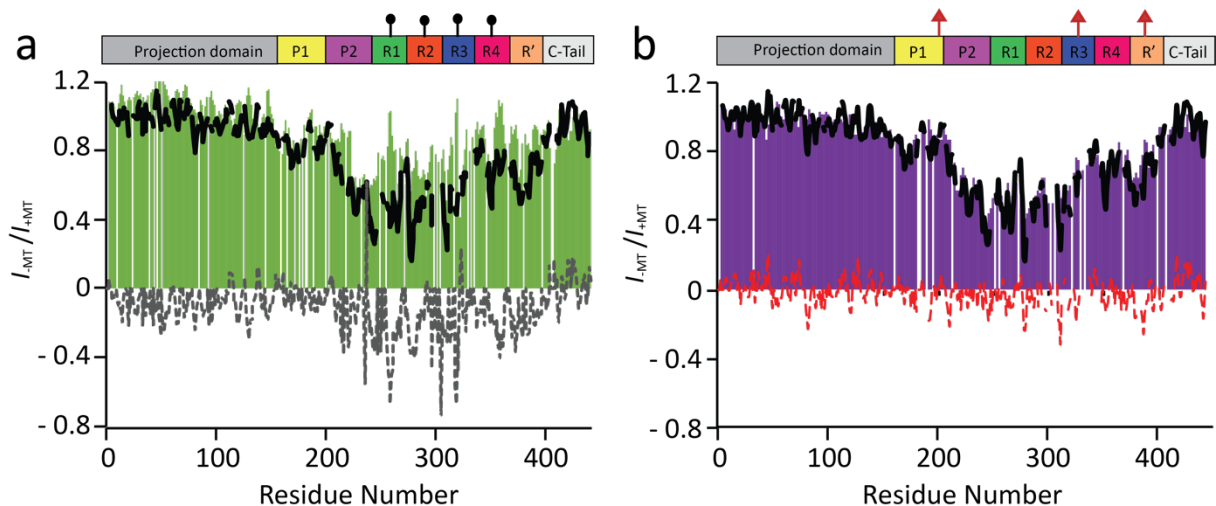 a
Projection domain P1 P2 R1 R2 R3 R4 R' C-Tail
1.2
0.8
0.4
0
- 0.4
- 0.8
I-MT /I+MT
0 100 200 300 400
Residue Number
b
Projection domain P1 P2 R1 R2 R3 R4 R' C-Tail
1.2
0.8
0.4
0
- 0.4
- 0.8
I-MT /I+MT
0 100 200 300 400
Residue Number